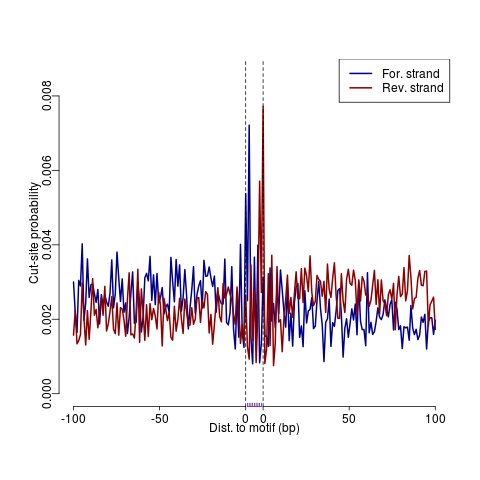 For. strand
Rev. strand
Cut-site probability
0.008
0.006
0.004
0.002
0.000
-100 -50 0 0 50 100
Dist. to motif (bp)